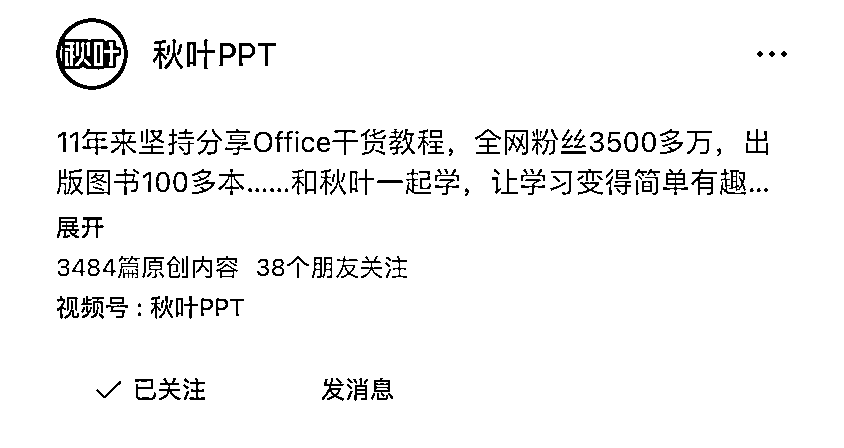 秋叶
秋叶PPT
11年来坚持分享Office干货教程，全网粉丝3500多万，出
版图书100多本......和秋叶一起学，让学习变得简单有趣...
展开
3484篇原创内容 38个朋友关注
视频号：秋叶PPT
已关注 发消息